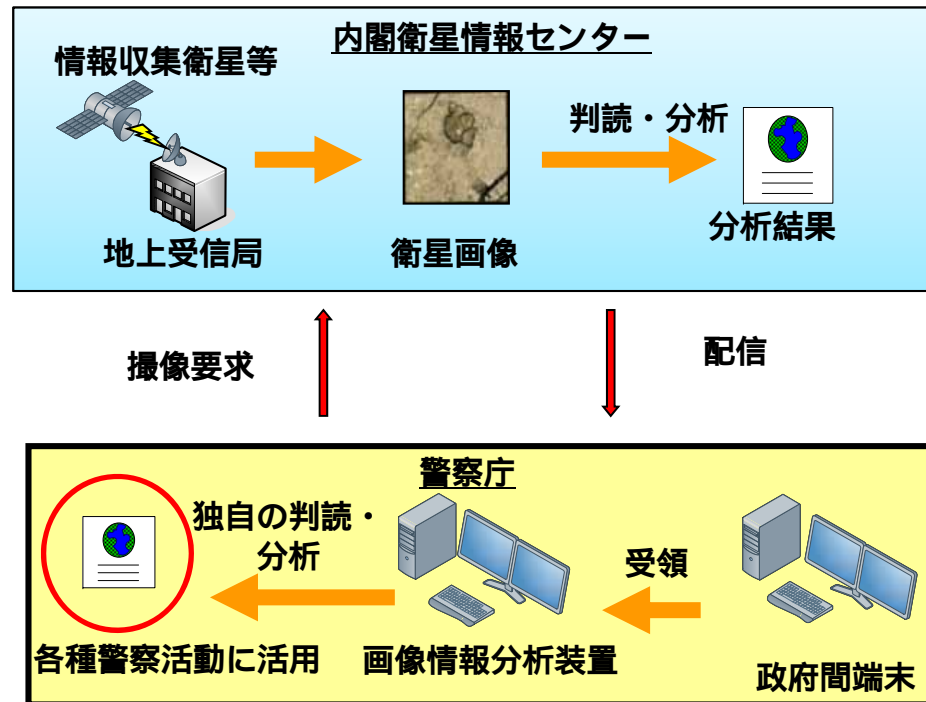 内閣衛星情報センター
情報収集衛星等
判読・分析
地上受信局
衛星画像
分析結果
撮像要求
配信
警察庁
独自の判読・
分析
受領
各種警察活動に活用
画像情報分析装置
政府間端末